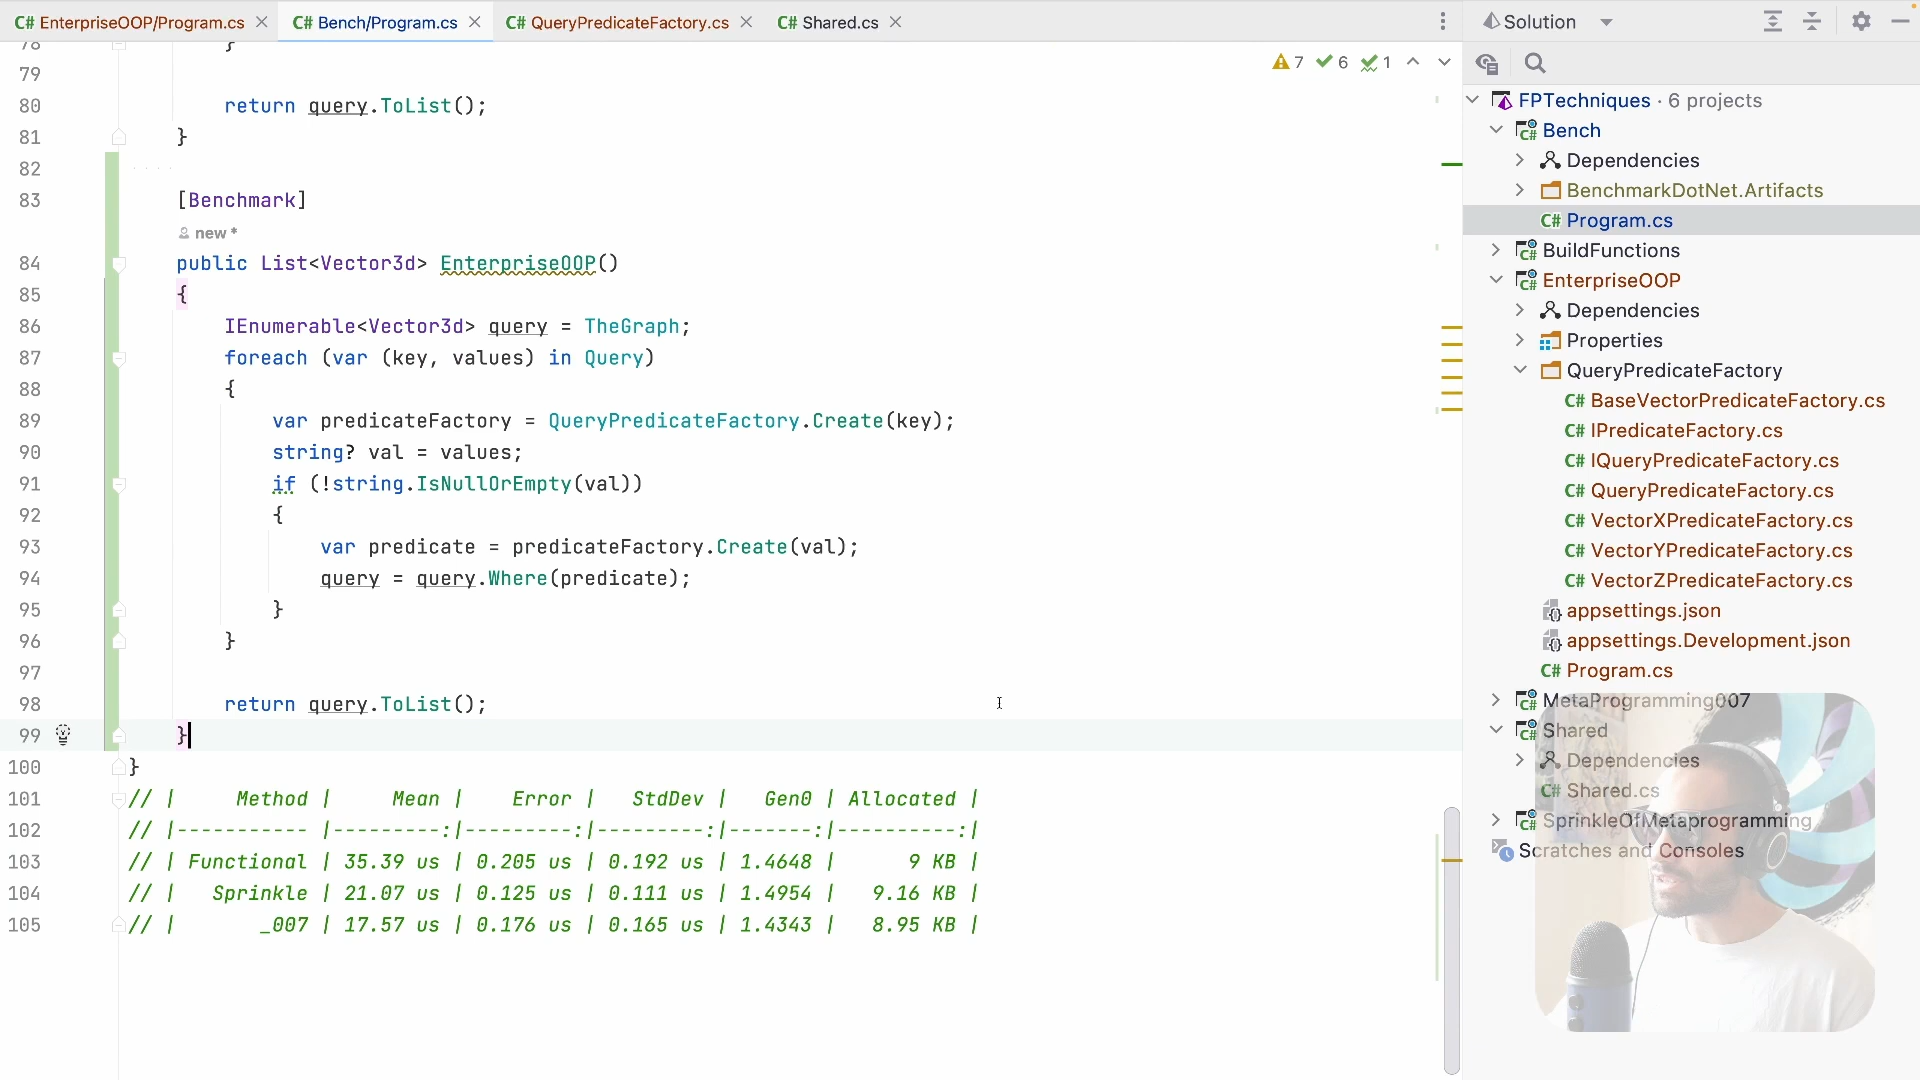 C# EnterpriseOOP/Program.cs
C# Bench/Program.cs
C# QueryPredicateFactory.cs
C# Shared.cs
Solution
7 6 1
78 }
79
80 return query.ToList();
81 }
82
83 [Benchmark]
new *
84 public List<Vector3d> EnterpriseOOP()
85 {
86 IEnumerable<Vector3d> query = TheGraph;
87 foreach (var (key, values) in Query)
88 {
89 var predicateFactory = QueryPredicateFactory.Create(key);
90 string? val = values;
91 if (!string.IsNullOrEmpty(val))
92 {
93 var predicate = predicateFactory.Create(val);
94 query = query.Where(predicate);
95 }
96 }
97
98 return query.ToList();
99 }
100 }
101 // | Method | Mean | Error | StdDev | Gen0 | Allocated |
102 // |----------- |---------:|---------:|---------:|-------:|----------:|
103 // | Functional | 35.39 us | 0.205 us | 0.192 us | 1.4648 | 9 KB |
104 // | Sprinkle | 21.07 us | 0.125 us | 0.111 us | 1.4954 | 9.16 KB |
105 // | _007 | 17.57 us | 0.176 us | 0.165 us | 1.4343 | 8.95 KB |
FPTechniques · 6 projects
C# Bench
Dependencies
BenchmarkDotNet.Artifacts
C# Program.cs
C# BuildFunctions
C# EnterpriseOOP
Dependencies
Properties
QueryPredicateFactory
C# BaseVectorPredicateFactory.cs
C# IPredicateFactory.cs
C# IQueryPredicateFactory.cs
C# QueryPredicateFactory.cs
C# VectorXPredicateFactory.cs
C# VectorYPredicateFactory.cs
C# VectorZPredicateFactory.cs
appsettings.json
appsettings.Development.json
C# Program.cs
C# MetaProgramming007
C# Shared
Dependencies
C# Shared.cs
C# SprinkleOfMetaprogramming
Scratches and Consoles